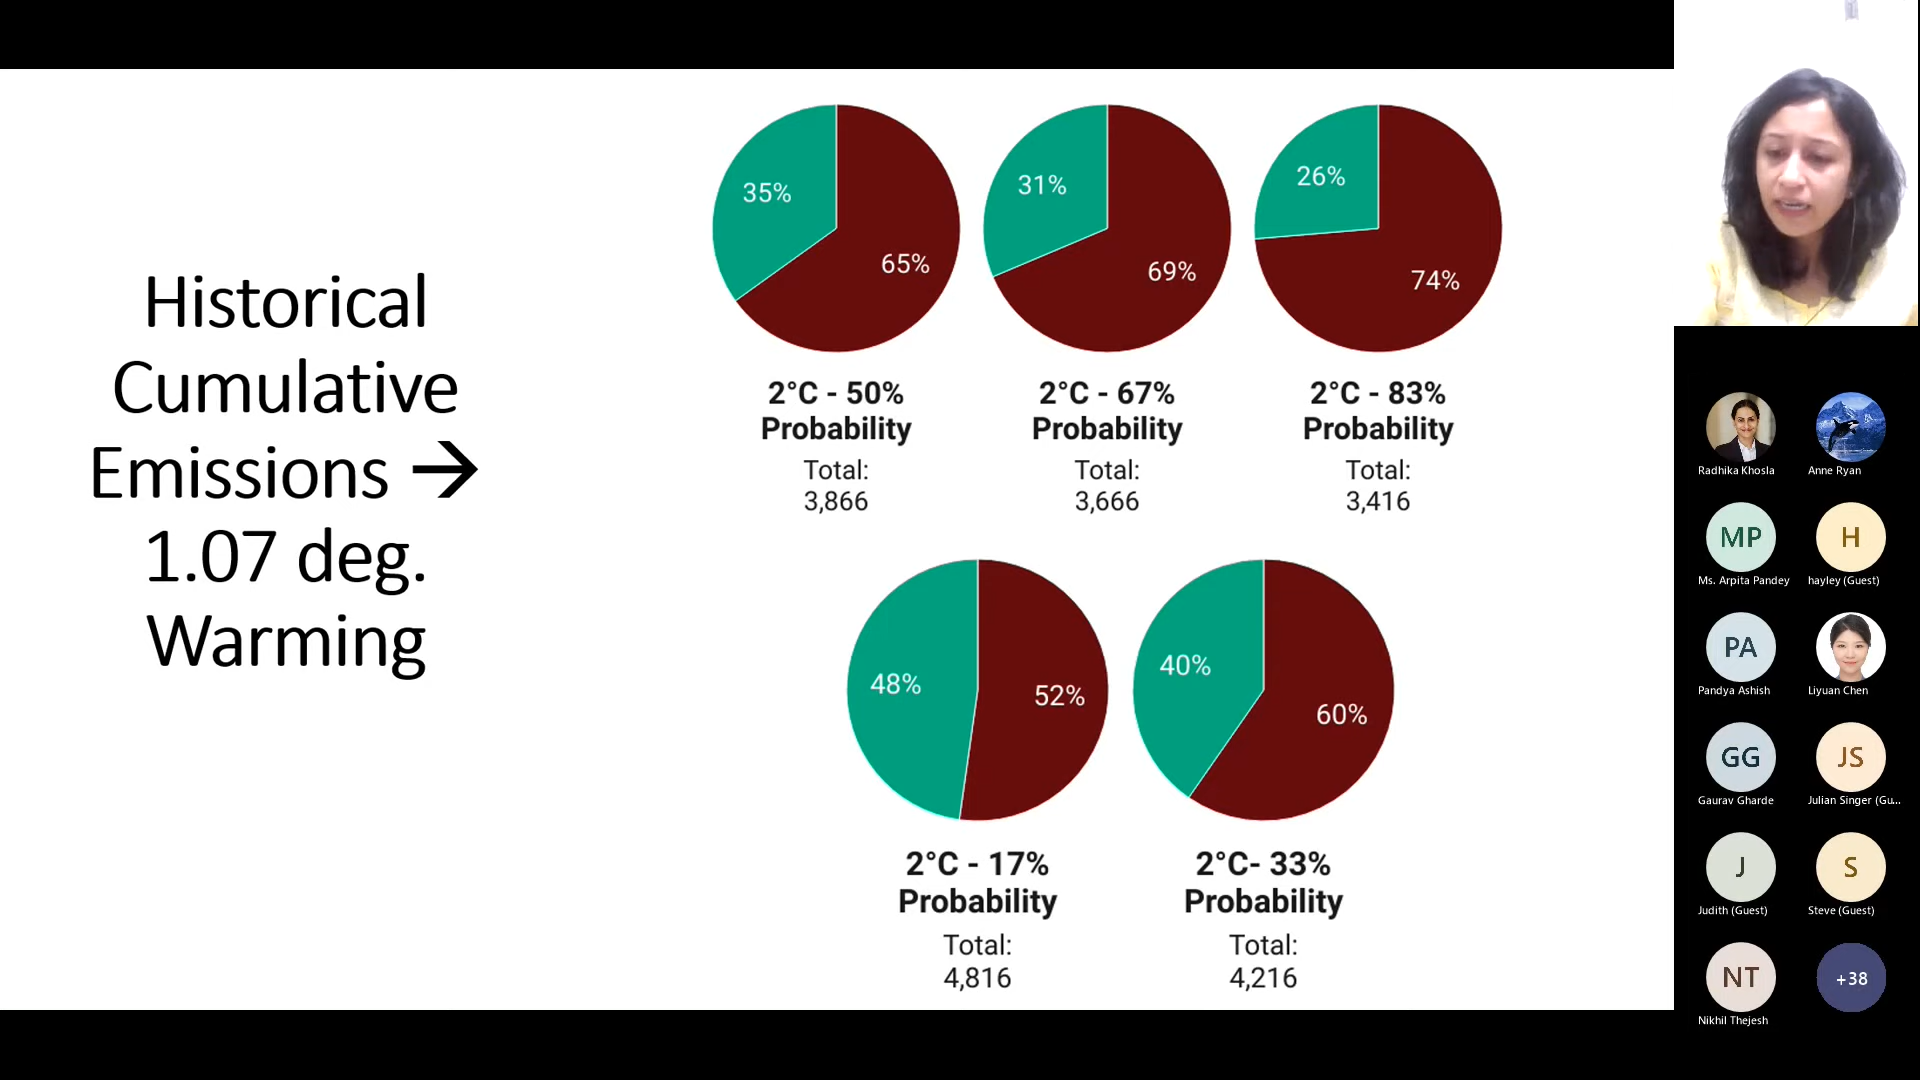 Historical
Cumulative
Emissions →
1.07 deg.
Warming
35%
65%
31%
69%
26%
74%
2°C - 50%
Probability
Total:
3,866
2°C - 67%
Probability
Total:
3,666
2°C - 83%
Probability
Total:
3,416
48%
52%
40%
60%
2°C - 17%
Probability
Total:
4,816
2°C- 33%
Probability
Total:
4,216
Radhika Khosla
Anne Ryan
MP
H
Ms. Arpita Pandey
hayley (Guest)
PA
Pandya Ashish
Liyuan Chen
GG
JS
Gaurav Gharde
Julian Singer (Gu...
J
S
Judith (Guest)
Steve (Guest)
NT
+38
Nikhil Thejesh